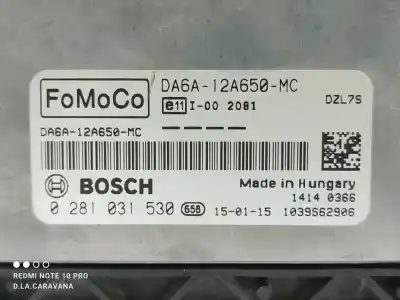 FoMoCo
DA6A-12A650-MC
e11 I-00 2081
DZL7S
DA6A-12A650-MC
BOSCH
Made in Hungary
1414 0366
0 281 031 530 658 15-01-15 1039S62906
REDMI NOTE 10 PRO
D.LA.CARAVANA